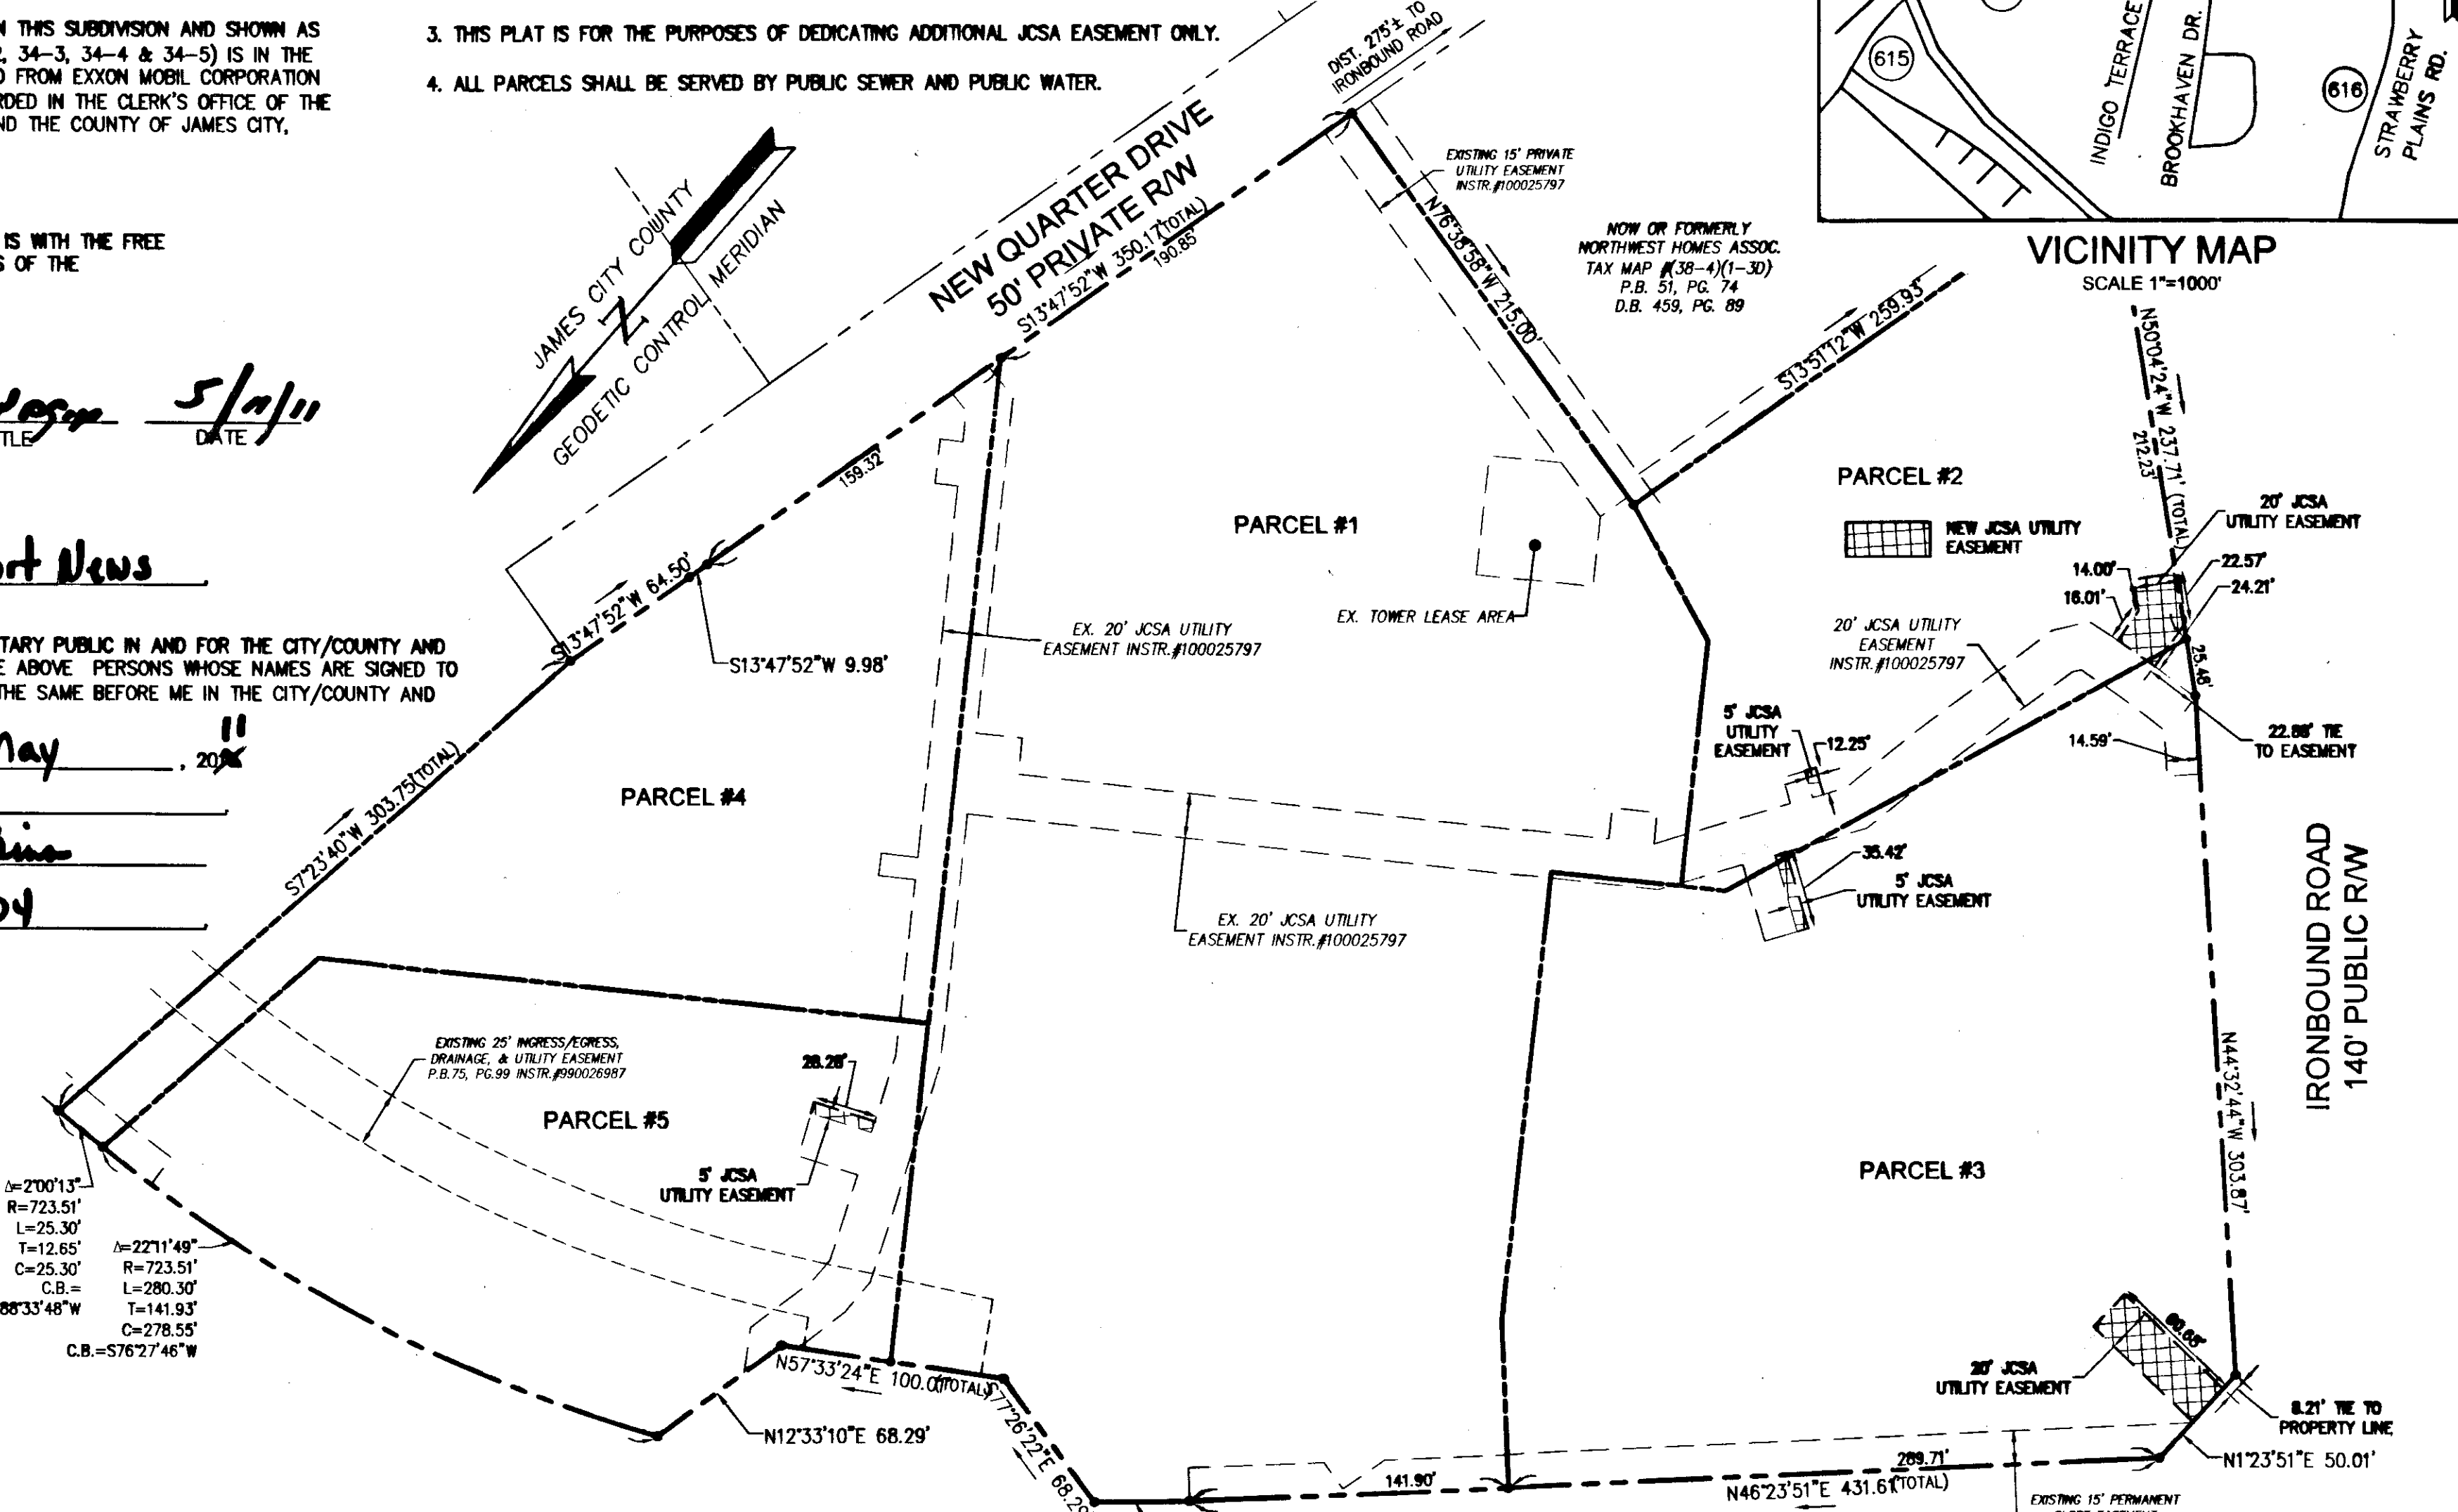 N THIS SUBDIVISION AND SHOWN AS
, 34-3, 34-4 & 34-5) IS IN THE
FROM EXXON MOBIL CORPORATION
RDED IN THE CLERK'S OFFICE OF THE
ND THE COUNTY OF JAMES CITY,
IS WITH THE FREE
S OF THE
5/11/11
TLE
DATE
ort News
TARY PUBLIC IN AND FOR THE CITY/COUNTY AND
E ABOVE PERSONS WHOSE NAMES ARE SIGNED TO
THE SAME BEFORE ME IN THE CITY/COUNTY AND
May , 20 11
3. THIS PLAT IS FOR THE PURPOSES OF DEDICATING ADDITIONAL JCSA EASEMENT ONLY.
4. ALL PARCELS SHALL BE SERVED BY PUBLIC SEWER AND PUBLIC WATER.
JAMES CITY COUNTY
GEODETIC CONTROL MERIDIAN
N
NEW QUARTER DRIVE
50' PRIVATE R/W
S13°47'52"W 350.17'(TOTAL)
190.85'
DIST. 275'± TO
IRONBOUND ROAD
EXISTING 15' PRIVATE
UTILITY EASEMENT
INSTR.#100025797
N76°38'58"W 215.00'
NOW OR FORMERLY
NORTHWEST HOMES ASSOC.
TAX MAP #(38-4)(1-3D)
P.B. 51, PG. 74
D.B. 459, PG. 89
S13°51'12"W 259.93'
615
INDIGO TERRACE
BROOKHAVEN DR.
616
STRAWBERRY
PLAINS RD.
VICINITY MAP
SCALE 1"=1000'
N50°04'24"W 237.71' (TOTAL)
212.23'
PARCEL #2
NEW JCSA UTILITY
EASEMENT
20' JCSA
UTILITY EASEMENT
14.00'
16.01'
22.57'
24.21'
25.48'
20' JCSA UTILITY
EASEMENT
INSTR.#100025797
22.88' TIE
TO EASEMENT
14.59'
5' JCSA
UTILITY
EASEMENT
12.25'
35.42'
5' JCSA
UTILITY EASEMENT
PARCEL #1
EX. TOWER LEASE AREA
159.32'
S13°47'52"W 64.50'
S13°47'52"W 9.98'
EX. 20' JCSA UTILITY
EASEMENT INSTR.#100025797
PARCEL #4
S7°23'40"W 303.75'(TOTAL)
EX. 20' JCSA UTILITY
EASEMENT INSTR.#100025797
IRONBOUND ROAD
140' PUBLIC R/W
N44°32'44"W 303.87'
EXISTING 25' INGRESS/EGRESS,
DRAINAGE, & UTILITY EASEMENT
P.B.75, PG.99 INSTR.#990026987
28.28'
PARCEL #5
5' JCSA
UTILITY EASEMENT
PARCEL #3
Δ=2°00'13"
R=723.51'
L=25.30'
T=12.65'
C=25.30'
C.B.=
88°33'48"W
Δ=22°11'49"
R=723.51'
L=280.30'
T=141.93'
C=278.55'
C.B.=S76°27'46"W
N57°33'24"E 100.0 (TOTAL)
N12°33'10"E 68.29'
S77°26'22"E 68.29
20' JCSA
UTILITY EASEMENT
8.21' TIE TO
PROPERTY LINE
N1°23'51"E 50.01'
141.90'
289.71'
N46°23'51"E 431.61'(TOTAL)
EXISTING 15' PERMANENT